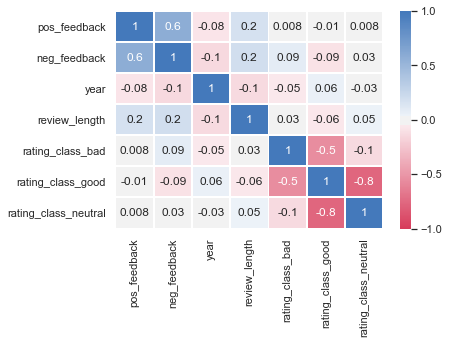 pos_feedback 1 0.6 -0.08 0.2 0.008 -0.01 0.008
neg_feedback 0.6 1 -0.1 0.2 0.09 -0.09 0.03
year -0.08 -0.1 1 -0.1 -0.05 0.06 -0.03
review_length 0.2 0.2 -0.1 1 0.03 -0.06 0.05
rating_class_bad 0.008 0.09 -0.05 0.03 1 -0.5 -0.1
rating_class_good -0.01 -0.09 0.06 -0.06 -0.5 1 -0.8
rating_class_neutral 0.008 0.03 -0.03 0.05 -0.1 -0.8 1
pos_feedback
neg_feedback
year
review_length
rating_class_bad
rating_class_good
rating_class_neutral
1.0
0.5
0.0
−0.5
−1.0